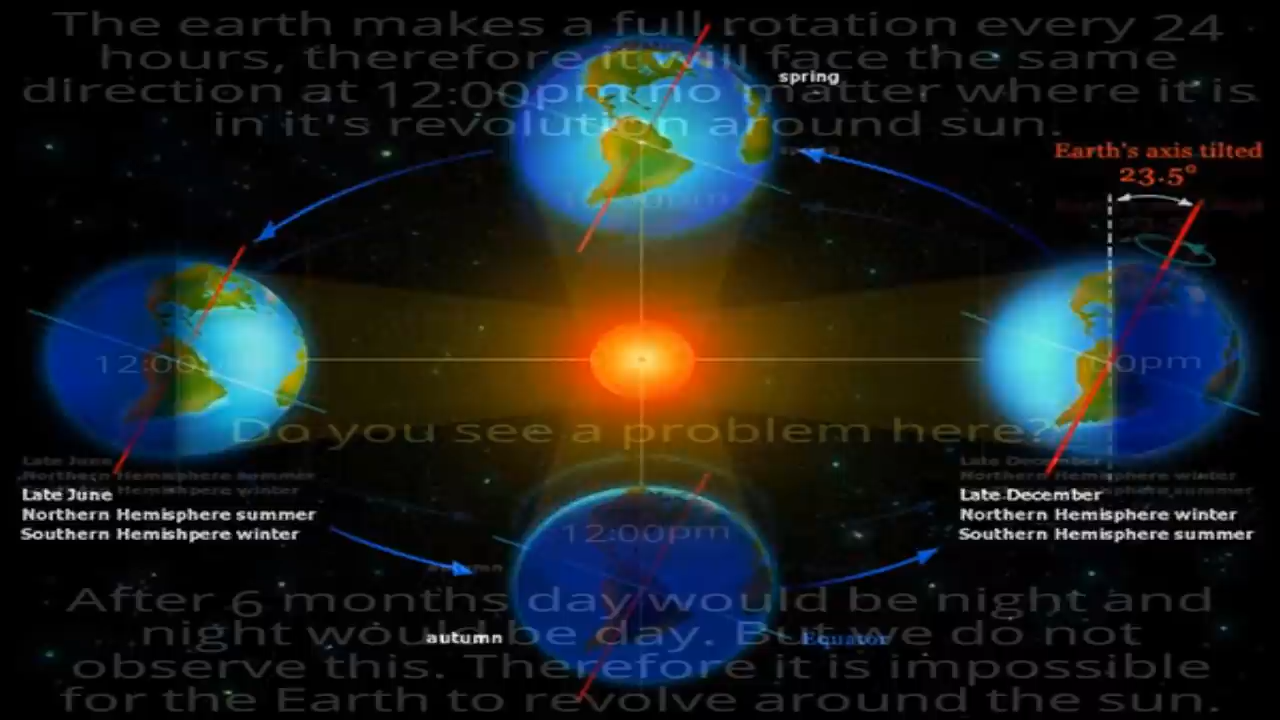 The earth makes a full rotation every 24
hours, therefore it will face the same
direction at 12:00pm no matter where it is
in it's revolution around sun.
spring
Earth's axis tilted
23.5°
12:00
00pm
Do you see a problem here?
Late June
Northern Hemisphere summer
Southern Hemishpere winter
Late December
Northern Hemisphere winter
Southern Hemisphere summer
12:00pm
After 6 months day would be night and
night would be day. But we do not
autumn
Equator
observe this. Therefore it is impossible
for the Earth to revolve around the sun.